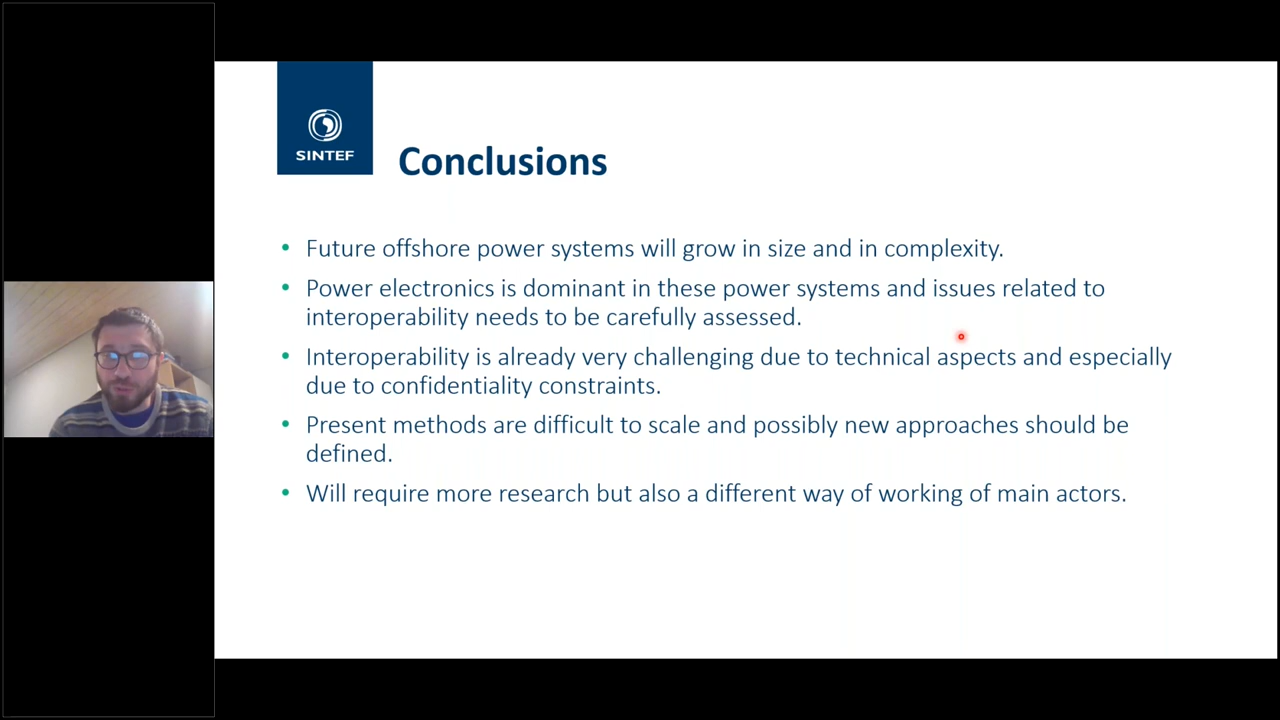 SINTEF
Conclusions
• Future offshore power systems will grow in size and in complexity.
• Power electronics is dominant in these power systems and issues related to
interoperability needs to be carefully assessed.
• Interoperability is already very challenging due to technical aspects and especially
due to confidentiality constraints.
• Present methods are difficult to scale and possibly new approaches should be
defined.
• Will require more research but also a different way of working of main actors.